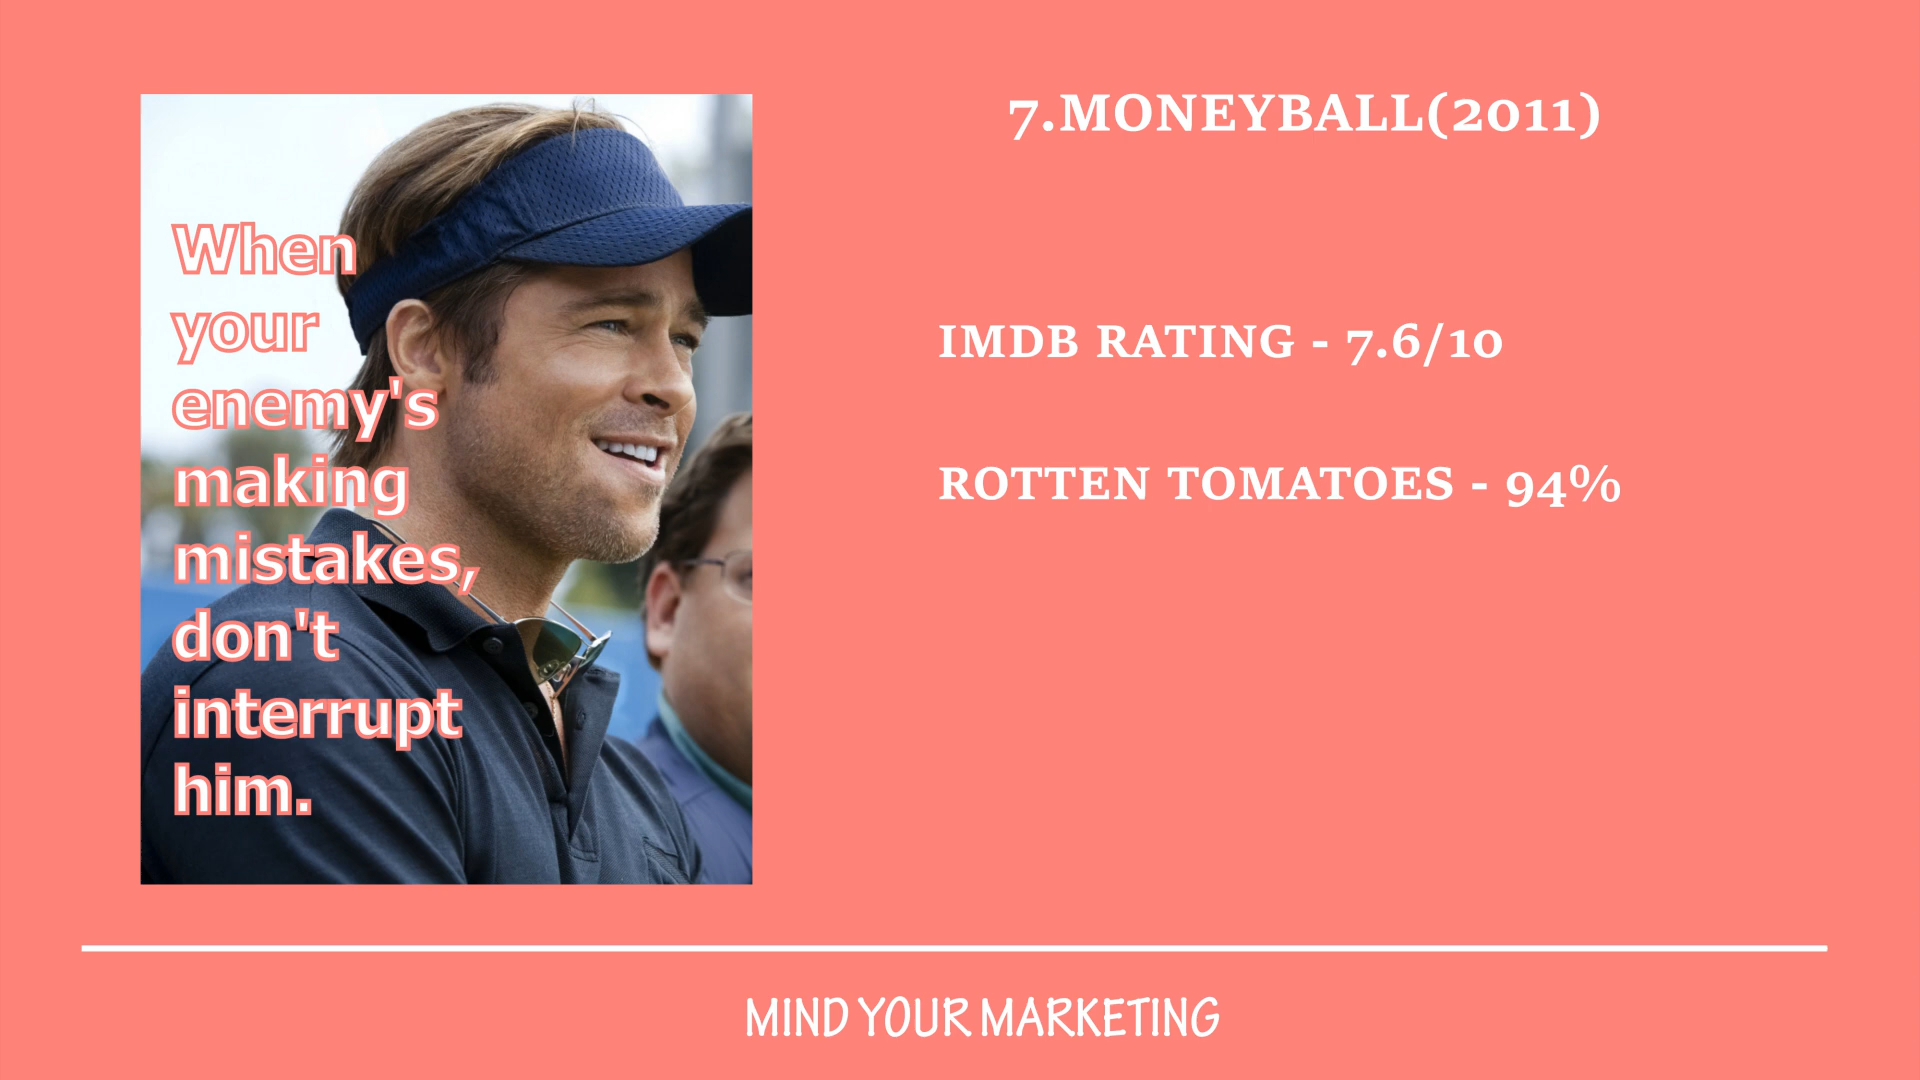 7.MONEYBALL(2011)
When
your
enemy's
making
mistakes,
don't
interrupt
him.
IMDB RATING - 7.6/10
ROTTEN TOMATOES - 94%
MIND YOUR MARKETING